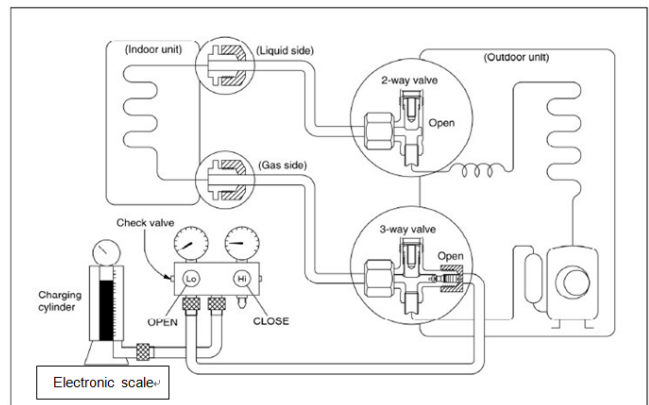 (Indoor unit)
(Liquid side)
(Outdoor unit)
2-way valve
Open
(Gas side)
Check valve
3-way valve
Open
Lo
Hi
Charging
cylinder
OPEN
CLOSE
Electronic scale